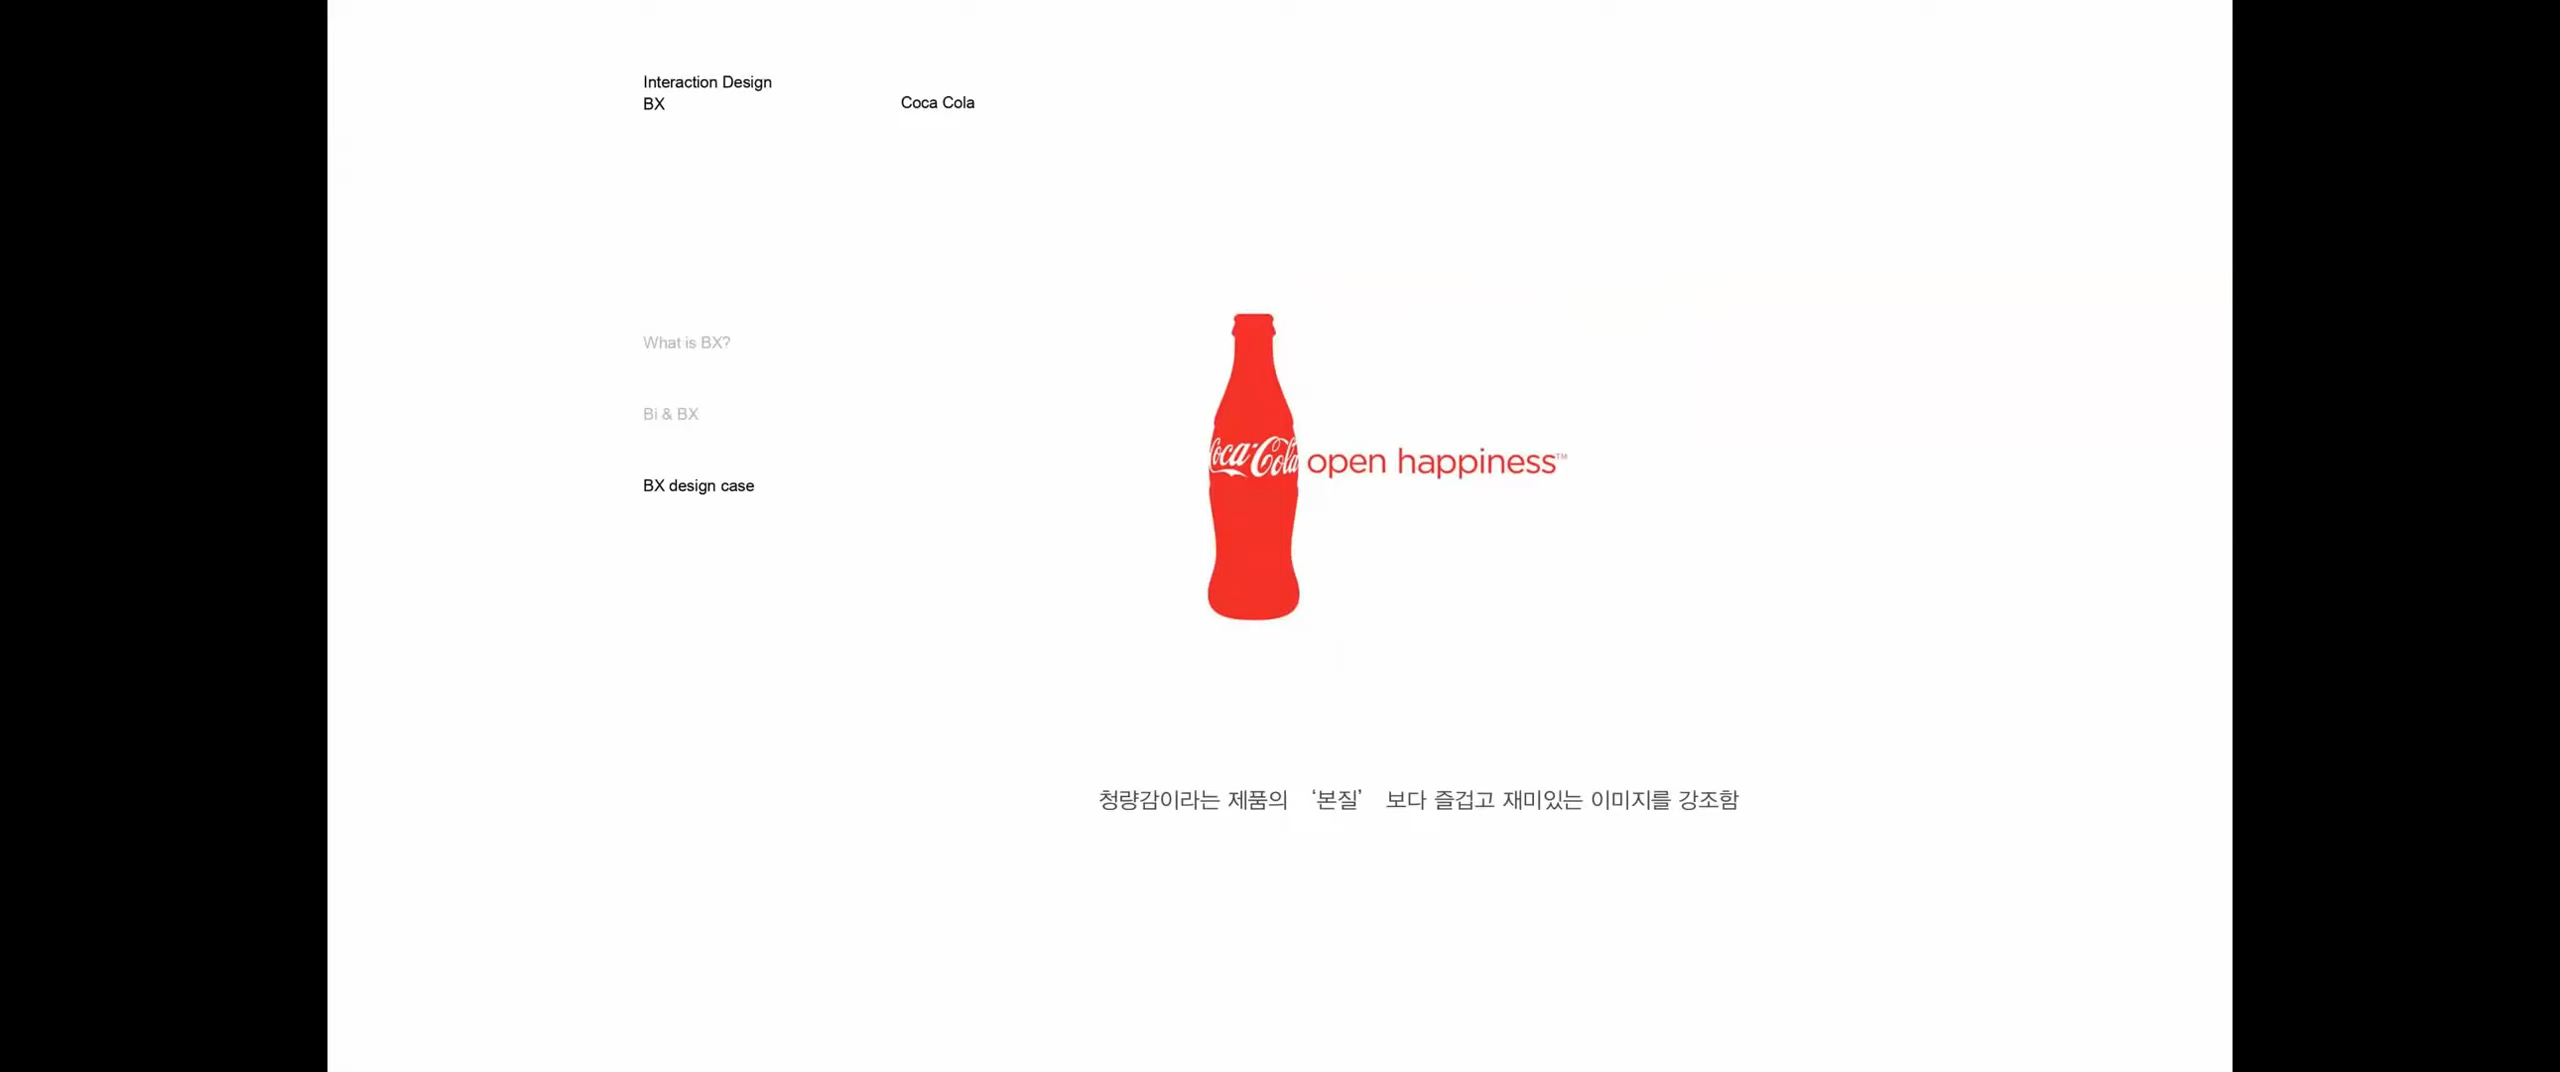 Interaction Design
BX
Coca Cola
What is BX?
Bi & BX
BX design case
Coca-Cola open happiness™
청량감이라는 제품의 ‘본질’ 보다 즐겁고 재미있는 이미지를 강조함